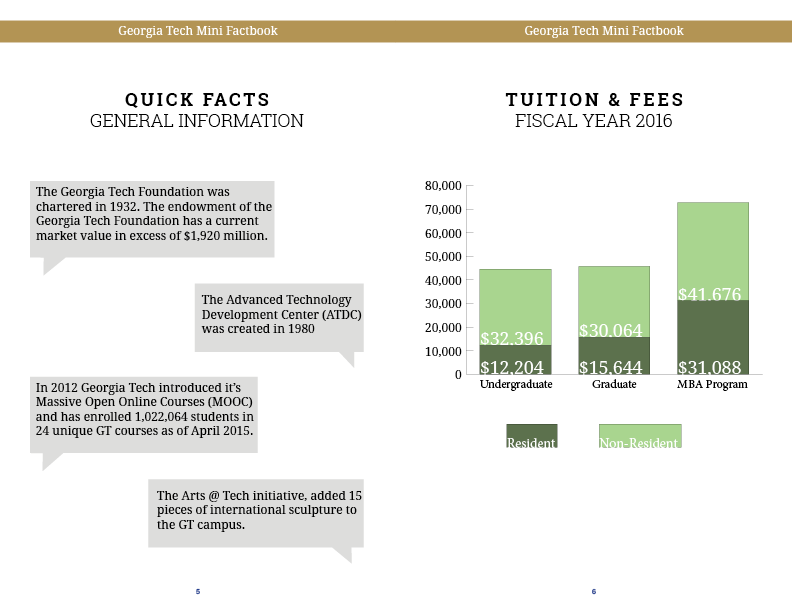 Georgia Tech Mini Factbook
QUICK FACTS
GENERAL INFORMATION
The Georgia Tech Foundation was
chartered in 1932. The endowment of the
Georgia Tech Foundation has a current
market value in excess of $1,920 million.
The Advanced Technology
Development Center (ATDC)
was created in 1980
In 2012 Georgia Tech introduced it's
Massive Open Online Courses (MOOC)
and has enrolled 1,022,064 students in
24 unique GT courses as of April 2015.
The Arts @ Tech initiative, added 15
pieces of international sculpture to
the GT campus.
5
Georgia Tech Mini Factbook
TUITION & FEES
FISCAL YEAR 2016
80,000
70,000
60,000
50,000
40,000
30,000
20,000
10,000
0
$32,396
$30,064
$41,676
$12,204
$15,644
$31,088
Undergraduate
Graduate
MBA Program
Resident
Non-Resident
6